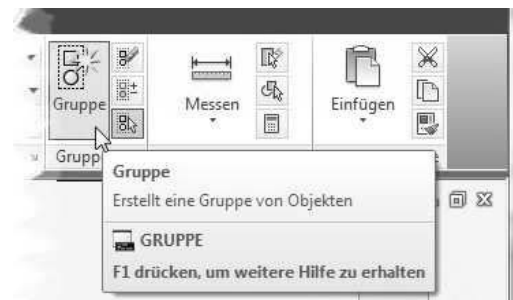 Gruppe
Messen
Einfügen
Grupp
Gruppe
Erstellt eine Gruppe von Objekten
GRUPPE
F1 drücken, um weitere Hilfe zu erhalten